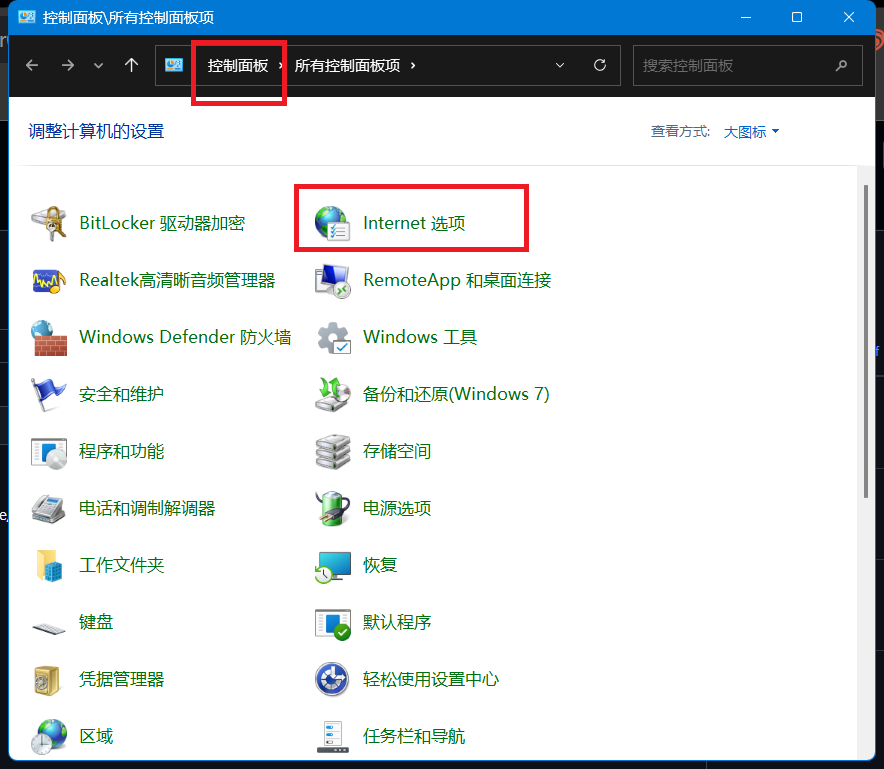 控制面板\所有控制面板项
控制面板 › 所有控制面板项 ›
搜索控制面板
调整计算机的设置
查看方式: 大图标
BitLocker 驱动器加密
Internet 选项
Realtek高清晰音频管理器
RemoteApp 和桌面连接
Windows Defender 防火墙
Windows 工具
安全和维护
备份和还原(Windows 7)
程序和功能
存储空间
电话和调制解调器
电源选项
工作文件夹
恢复
键盘
默认程序
凭据管理器
轻松使用设置中心
区域
任务栏和导航